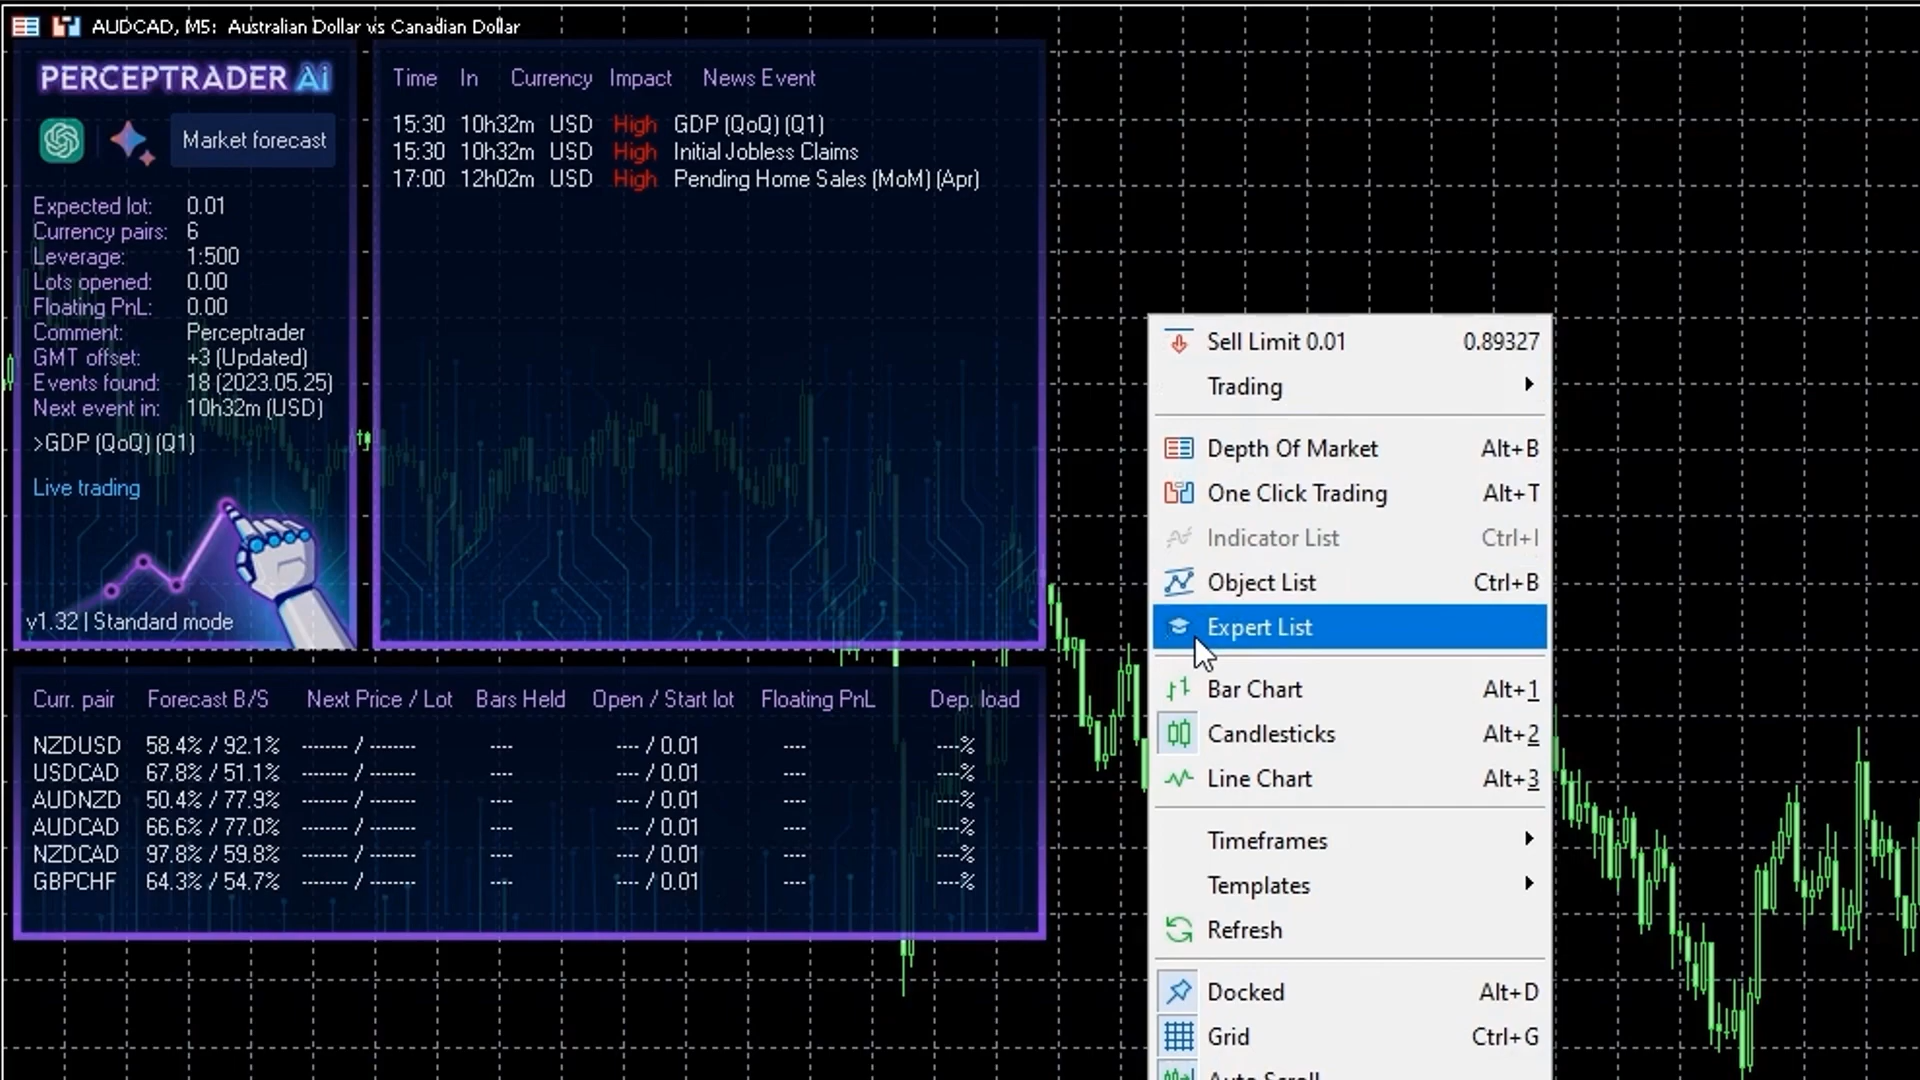 AUDCAD, M5: Australian Dollar vs Canadian Dollar
PERCEPTRADER Ai
Market forecast
Expected lot: 0.01
Currency pairs: 6
Leverage: 1:500
Lots opened: 0.00
Floating PnL: 0.00
Comment: Perceptrader
GMT offset: +3 (Updated)
Events found: 18 (2023.05.25)
Next event in: 10h32m (USD)
>GDP (QoQ) (Q1)
Live trading
v1.32 | Standard mode
Time In Currency Impact News Event
15:30 10h32m USD High GDP (QoQ) (Q1)
15:30 10h32m USD High Initial Jobless Claims
17:00 12h02m USD High Pending Home Sales (MoM) (Apr)
Curr. pair Forecast B/S Next Price / Lot Bars Held Open / Start lot Floating PnL Dep. load
NZDUSD 58.4% / 92.1% ------- / ------- ---- ---- / 0.01 ---- ----%
USDCAD 67.8% / 51.1% ------- / ------- ---- ---- / 0.01 ---- ----%
AUDNZD 50.4% / 77.9% ------- / ------- ---- ---- / 0.01 ---- ----%
AUDCAD 66.6% / 77.0% ------- / ------- ---- ---- / 0.01 ---- ----%
NZDCAD 97.8% / 59.8% ------- / ------- ---- ---- / 0.01 ---- ----%
GBPCHF 64.3% / 54.7% ------- / ------- ---- ---- / 0.01 ---- ----%
Sell Limit 0.01 0.89327
Trading
Depth Of Market Alt+B
One Click Trading Alt+T
Indicator List Ctrl+I
Object List Ctrl+B
Expert List
Bar Chart Alt+1
Candlesticks Alt+2
Line Chart Alt+3
Timeframes
Templates
Refresh
Docked Alt+D
Grid Ctrl+G
Auto Scroll